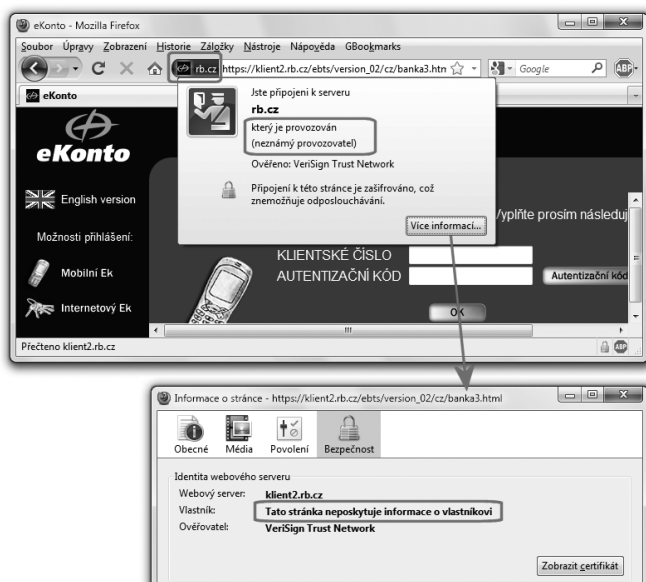 eKonto - Mozilla Firefox
Soubor Úpravy Zobrazení Historie Záložky Nástroje Nápověda GBookmarks
rb.cz https://klient2.rb.cz/ebts/version_02/cz/banka3.htn Google ABP
eKonto
Jste připojeni k serveru
rb.cz
který je provozován
(neznámý provozovatel)
Ověřeno: VeriSign Trust Network
Připojení k této stránce je zašifrováno, což
znemožňuje odposlouchávání.
Více informací...
eKonto
English version
Možnosti přihlášení:
Mobilní Ek
Internetový Ek
yplňte prosím následuj
KLIENTSKÉ ČÍSLO
AUTENTIZAČNÍ KÓD
Autentizační kód
OK
Přečteno klient2.rb.cz
ABP
Informace o stránce - https://klient2.rb.cz/ebts/version_02/cz/banka3.html
Obecné Média Povolení Bezpečnost
Identita webového serveru
Webový server: klient2.rb.cz
Vlastník: Tato stránka neposkytuje informace o vlastníkovi
Ověřovatel: VeriSign Trust Network
Zobrazit certifikát